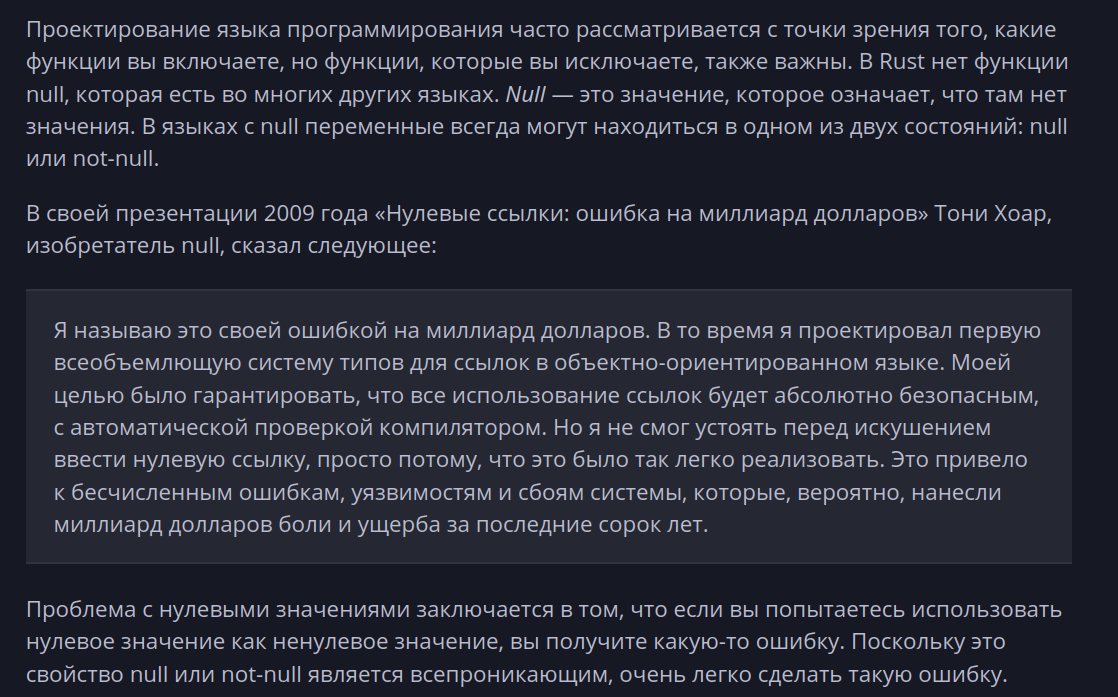 Проектирование языка программирования часто рассматривается с точки зрения того, какие
функции вы включаете, но функции, которые вы исключаете, также важны. В Rust нет функции
null, которая есть во многих других языках. Null — это значение, которое означает, что там нет
значения. В языках с null переменные всегда могут находиться в одном из двух состояний: null
или not-null.
В своей презентации 2009 года «Нулевые ссылки: ошибка на миллиард долларов» Тони Хоар,
изобретатель null, сказал следующее:
Я называю это своей ошибкой на миллиард долларов. В то время я проектировал первую
всеобъемлющую систему типов для ссылок в объектно-ориентированном языке. Моей
целью было гарантировать, что все использование ссылок будет абсолютно безопасным,
с автоматической проверкой компилятором. Но я не смог устоять перед искушением
ввести нулевую ссылку, просто потому, что это было так легко реализовать. Это привело
к бесчисленным ошибкам, уязвимостям и сбоям системы, которые, вероятно, нанесли
миллиард долларов боли и ущерба за последние сорок лет.
Проблема с нулевыми значениями заключается в том, что если вы попытаетесь использовать
нулевое значение как ненулевое значение, вы получите какую-то ошибку. Поскольку это
свойство null или not-null является всепроникающим, очень легко сделать такую ошибку.